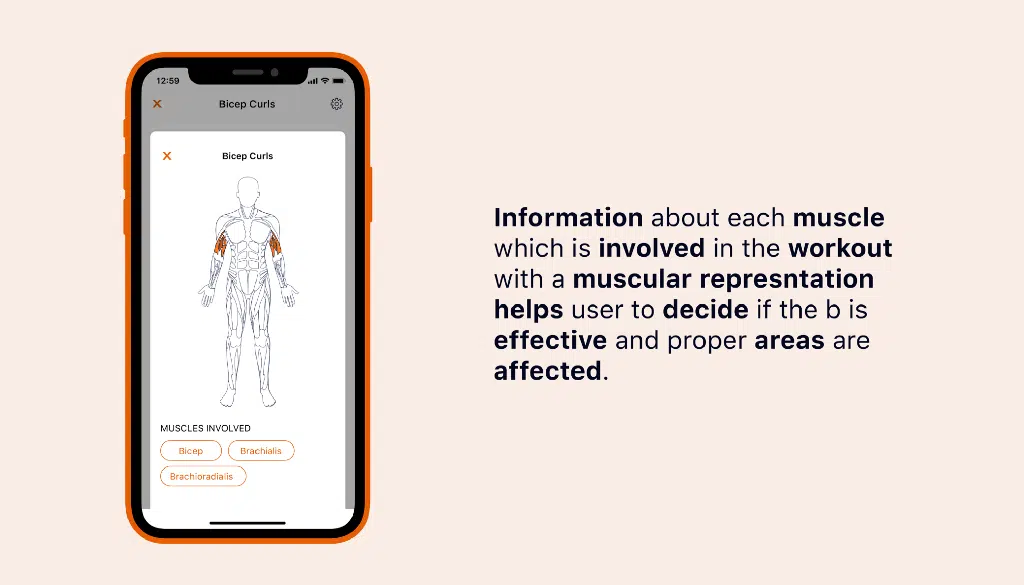 12:59
Bicep Curls
Bicep Curls
MUSCLES INVOLVED
Bicep
Brachialis
Brachioradialis
Information about each muscle
which is involved in the workout
with a muscular represntation
helps user to decide if the b is
effective and proper areas are
affected.